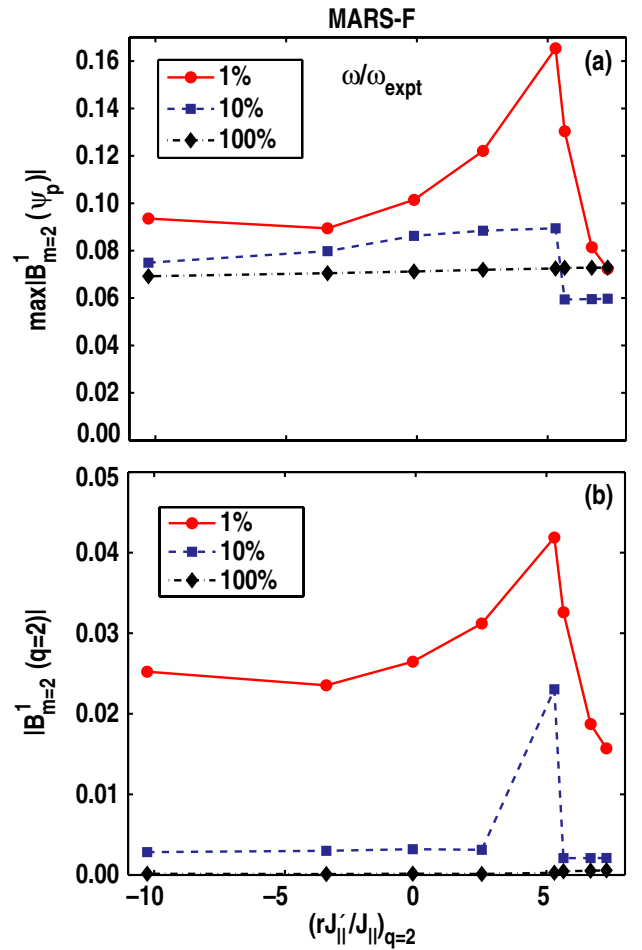 MARS-F
(a)
1%
10%
100%
ω/ωexpt
0.16
0.14
0.12
0.10
0.08
0.06
0.04
0.02
0.00
max|B¹m=2 (ψp)|
(b)
1%
10%
100%
0.05
0.04
0.03
0.02
0.01
0.00
|B¹m=2 (q=2)|
−10 −5 0 5
(rJ||′/J||)q=2